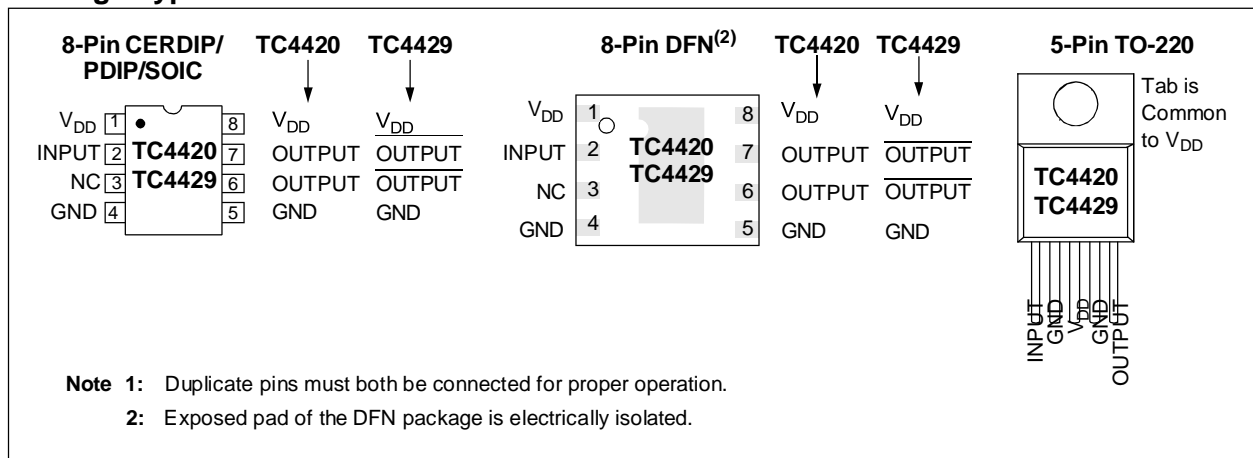 8-Pin CERDIP/
PDIP/SOIC
TC4420
TC4429
VDD 1
INPUT 2
NC 3
GND 4
TC4420
TC4429
8
7
6
5
VDD
OUTPUT
OUTPUT
GND
VDD
OUTPUT
OUTPUT
GND
8-Pin DFN(2)
TC4420
TC4429
VDD 1
INPUT 2
NC 3
GND 4
TC4420
TC4429
8
7
6
5
VDD
OUTPUT
OUTPUT
GND
VDD
OUTPUT
OUTPUT
GND
5-Pin TO-220
Tab is
Common
to VDD
TC4420
TC4429
INPUT
GND
VDD
GND
OUTPUT
Note 1: Duplicate pins must both be connected for proper operation.
2: Exposed pad of the DFN package is electrically isolated.